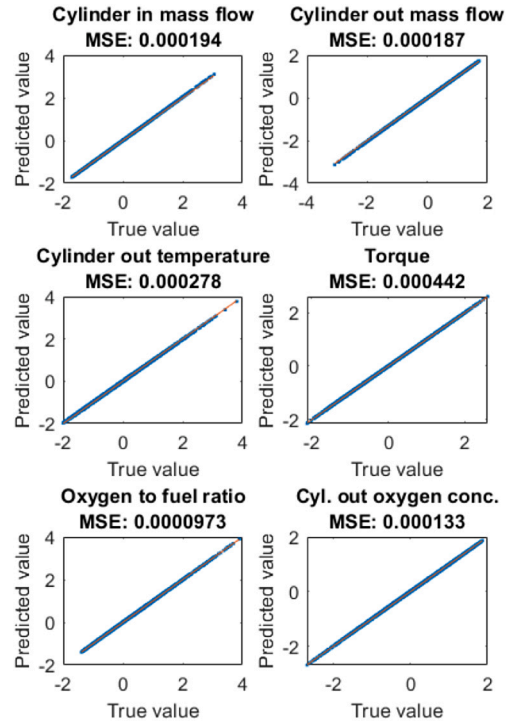 Cylinder in mass flow
MSE: 0.000194
Predicted value
4
2
0
-2
-2
0
2
4
True value
Cylinder out mass flow
MSE: 0.000187
Predicted value
2
0
-2
-4
-4
-2
0
2
True value
Cylinder out temperature
MSE: 0.000278
Predicted value
4
2
0
-2
-2
0
2
4
True value
Torque
MSE: 0.000442
Predicted value
2
0
-2
-2
0
2
True value
Oxygen to fuel ratio
MSE: 0.0000973
Predicted value
4
2
0
-2
-2
0
2
4
True value
Cyl. out oxygen conc.
MSE: 0.000133
Predicted value
2
0
-2
-2
0
2
True value